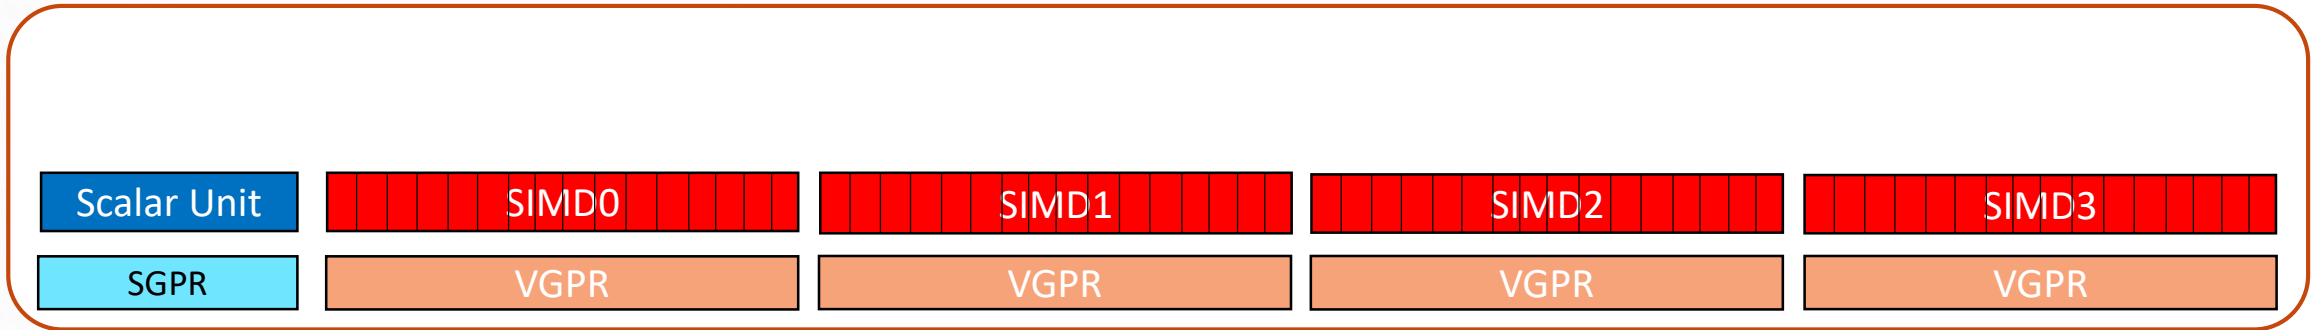 Scalar Unit SIMD0 SIMD1 SIMD2 SIMD3
SGPR VGPR VGPR VGPR VGPR